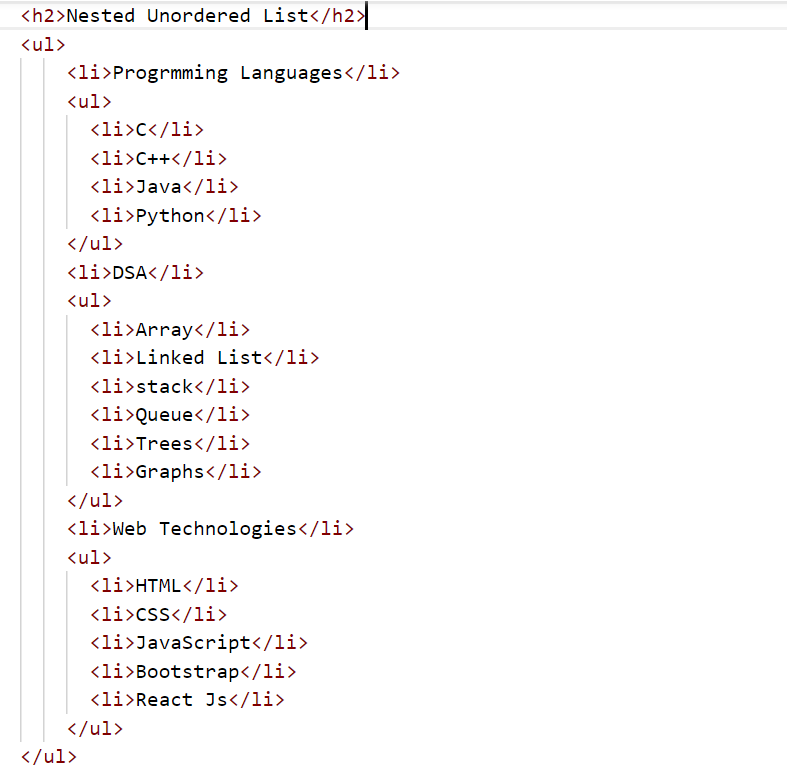 <h2>Nested Unordered List</h2>
<ul>
<li>Progrmming Languages</li>
<ul>
<li>C</li>
<li>C++</li>
<li>Java</li>
<li>Python</li>
</ul>
<li>DSA</li>
<ul>
<li>Array</li>
<li>Linked List</li>
<li>stack</li>
<li>Queue</li>
<li>Trees</li>
<li>Graphs</li>
</ul>
<li>Web Technologies</li>
<ul>
<li>HTML</li>
<li>CSS</li>
<li>JavaScript</li>
<li>Bootstrap</li>
<li>React Js</li>
</ul>
</ul>